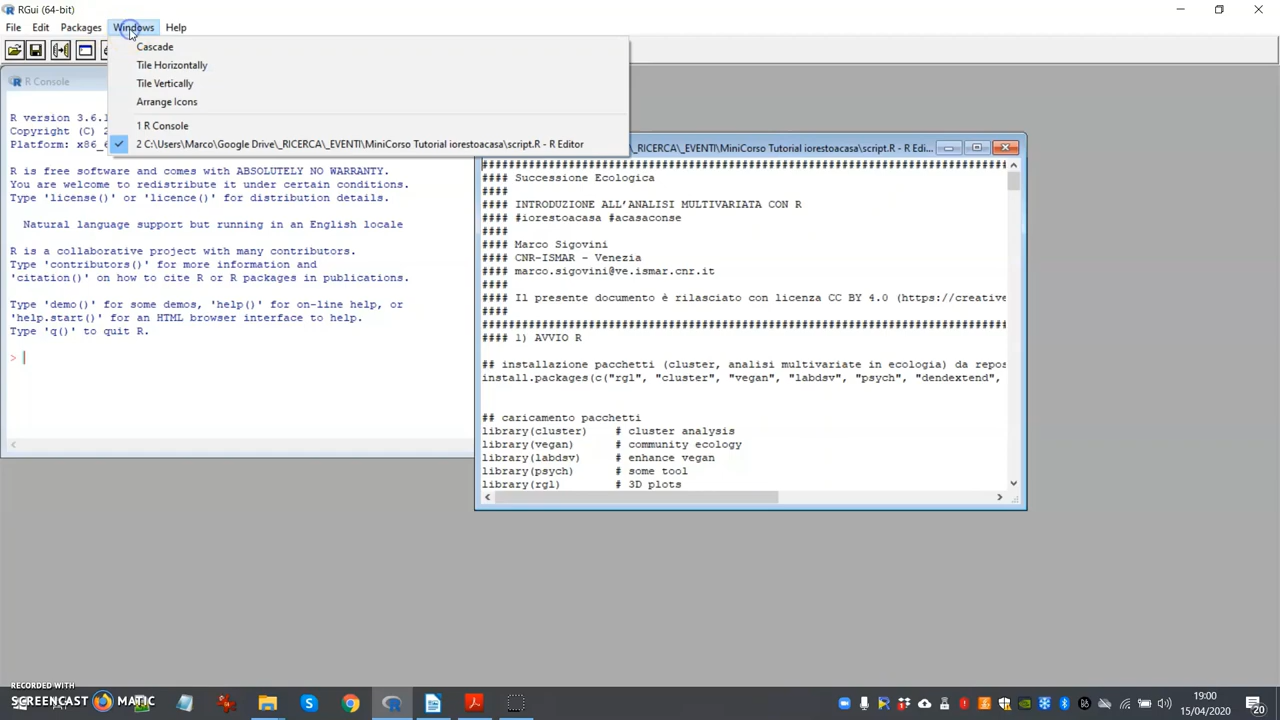 RGui (64-bit)
File Edit Packages Windows Help
Cascade
Tile Horizontally
Tile Vertically
Arrange Icons
1 R Console
2 C:\Users\Marco\Google Drive\_RICERCA\_EVENTI\MiniCorso Tutorial iorestoacasa\script.R - R Editor
R Console
R version 3.6.1
Copyright (C) 2
Platform: x86_6
R is free software and comes with ABSOLUTELY NO WARRANTY.
You are welcome to redistribute it under certain conditions.
Type 'license()' or 'licence()' for distribution details.
Natural language support but running in an English locale
R is a collaborative project with many contributors.
Type 'contributors()' for more information and
'citation()' on how to cite R or R packages in publications.
Type 'demo()' for some demos, 'help()' for on-line help, or
'help.start()' for an HTML browser interface to help.
Type 'q()' to quit R.
>
\_RICERCA\_EVENTI\MiniCorso Tutorial iorestoacasa\script.R - R Edi...
################################################################################
#### Successione Ecologica
####
#### INTRODUZIONE ALL'ANALISI MULTIVARIATA CON R
#### #iorestoacasa #acasaconse
####
#### Marco Sigovini
#### CNR-ISMAR - Venezia
#### marco.sigovini@ve.ismar.cnr.it
####
#### Il presente documento è rilasciato con licenza CC BY 4.0 (https://creative
####
################################################################################
#### 1) AVVIO R
## installazione pacchetti (cluster, analisi multivariate in ecologia) da repos
install.packages(c("rgl", "cluster", "vegan", "labdsv", "psych", "dendextend",
## caricamento pacchetti
library(cluster) # cluster analysis
library(vegan) # community ecology
library(labdsv) # enhance vegan
library(psych) # some tool
library(rgl) # 3D plots
RECORDED WITH
SCREENCAST MATIC
19:00
15/04/2020
20